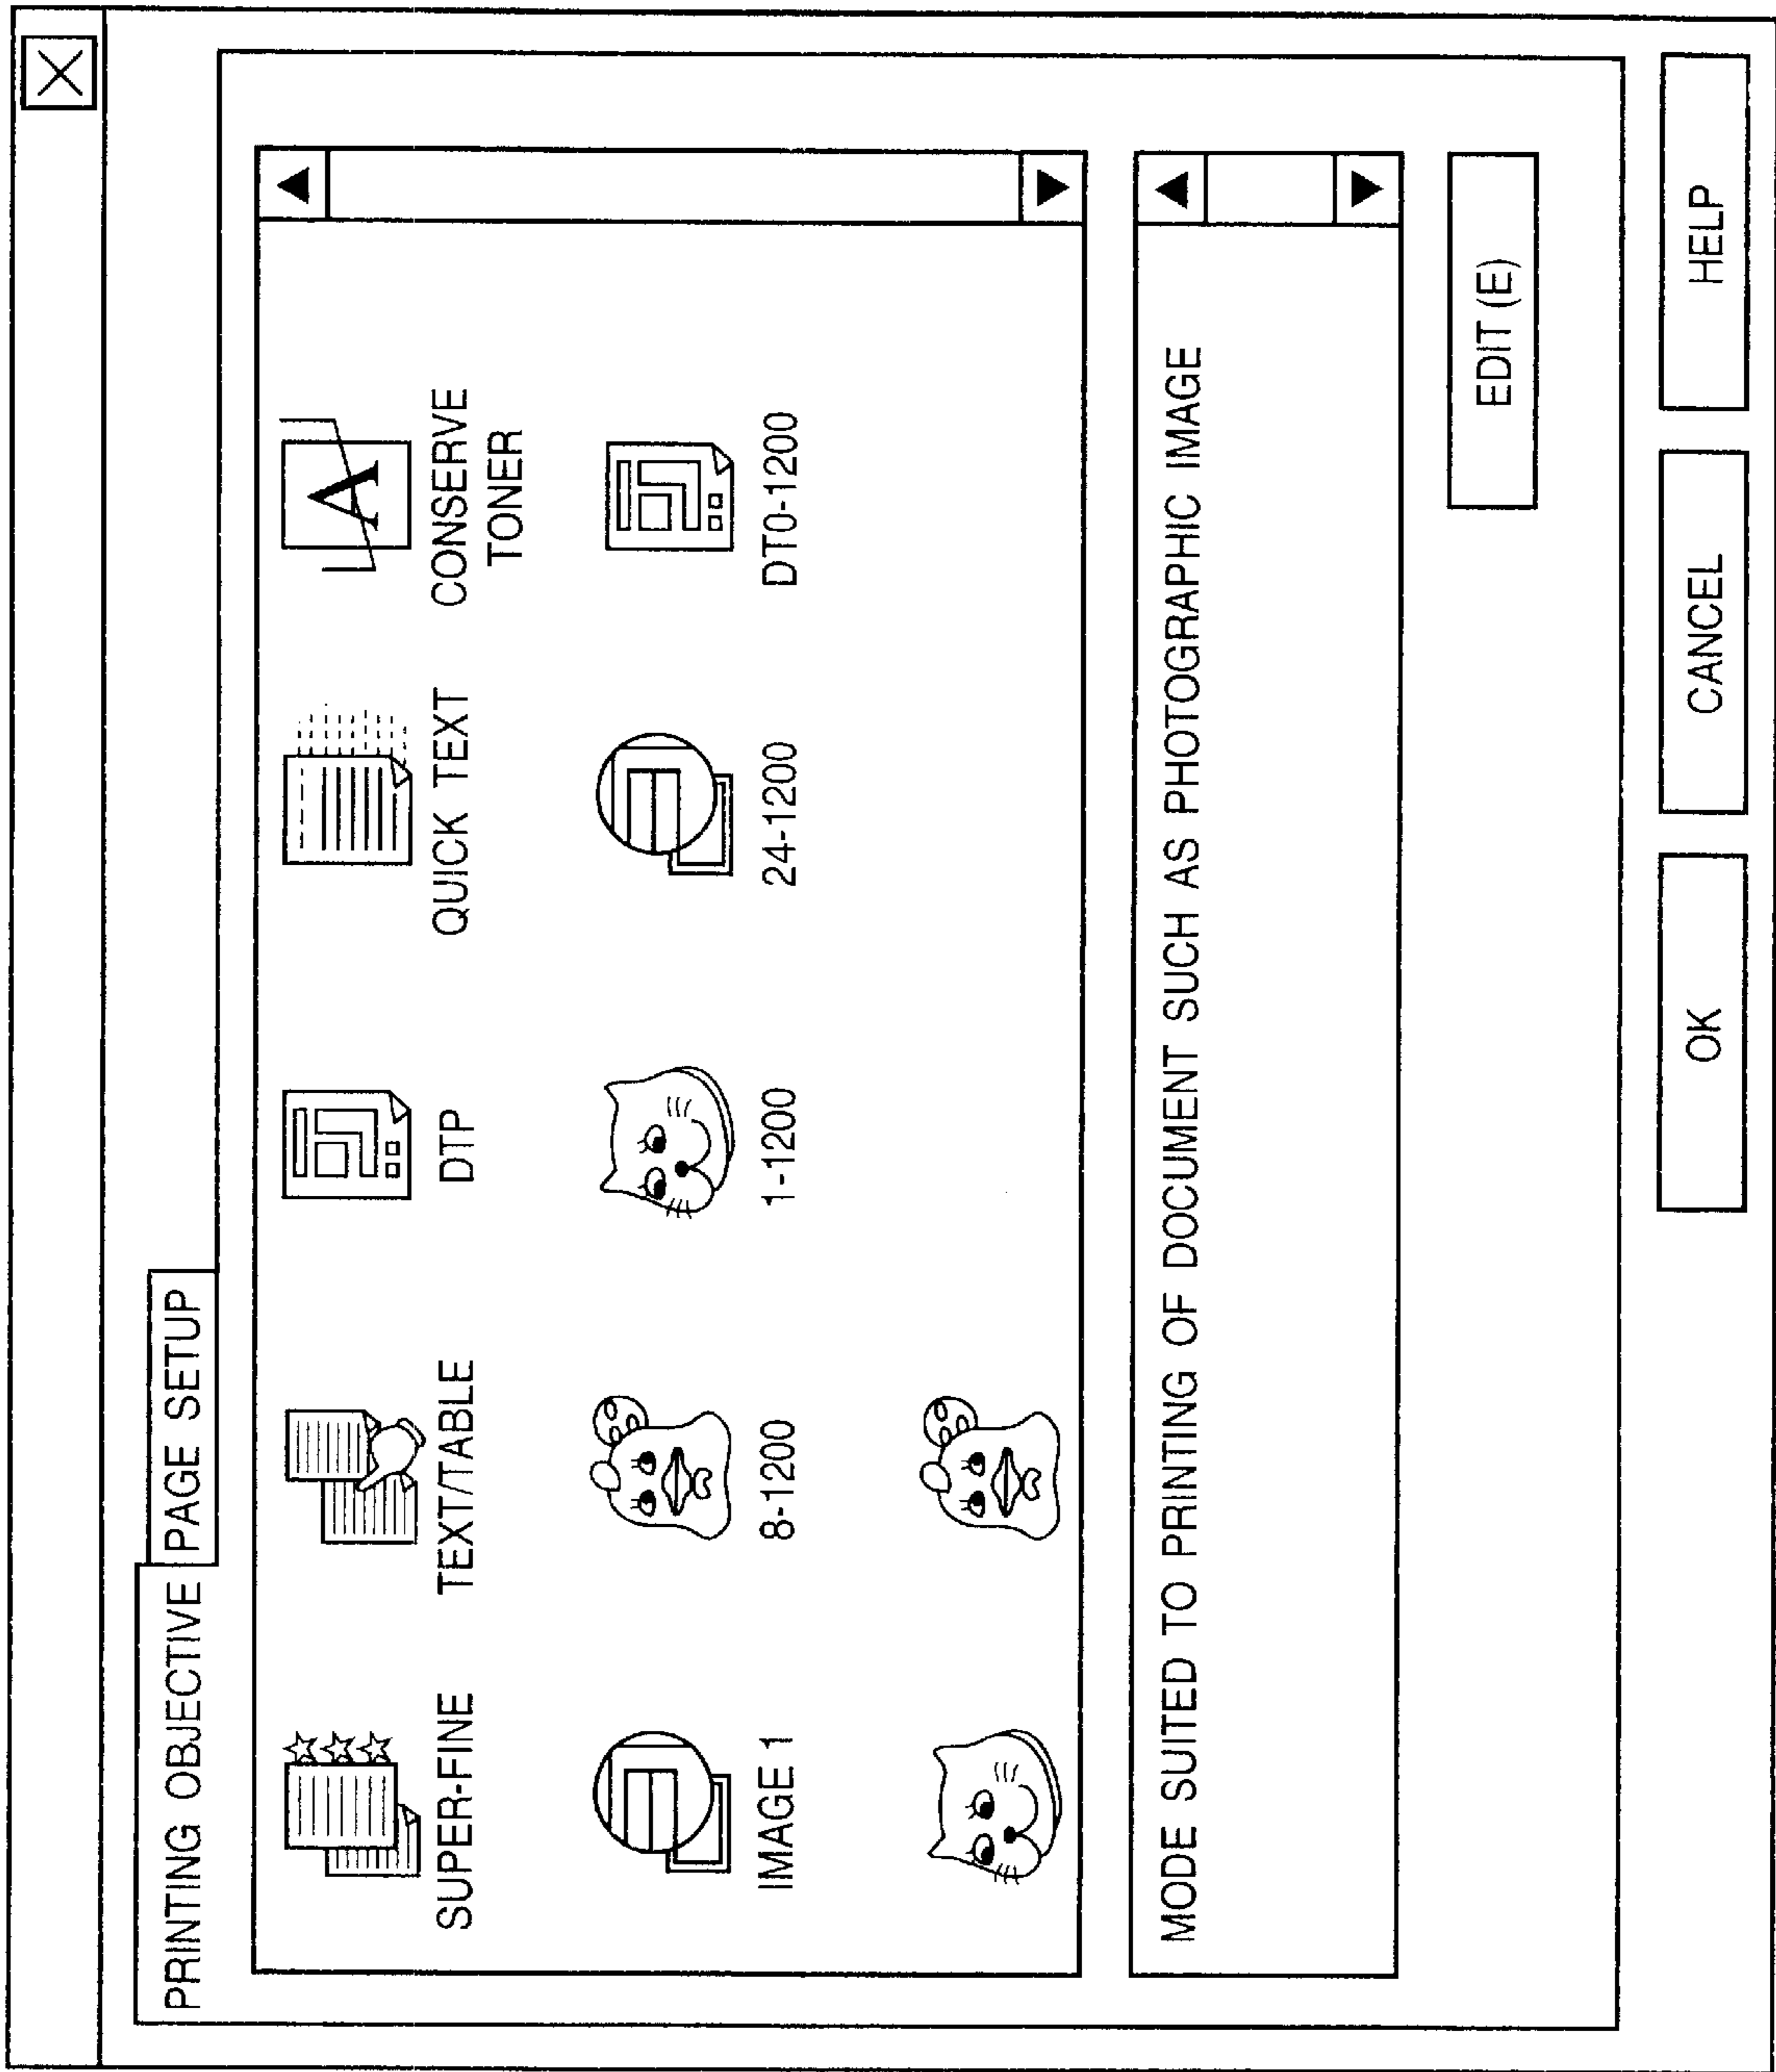 PRINTING OBJECTIVE
PAGE SETUP
SUPER-FINE
TEXT/TABLE
DTP
QUICK TEXT
A
CONSERVE
TONER
IMAGE 1
8-1200
1-1200
24-1200
DT0-1200
MODE SUITED TO PRINTING OF DOCUMENT SUCH AS PHOTOGRAPHIC IMAGE
EDIT (E)
OK
CANCEL
HELP